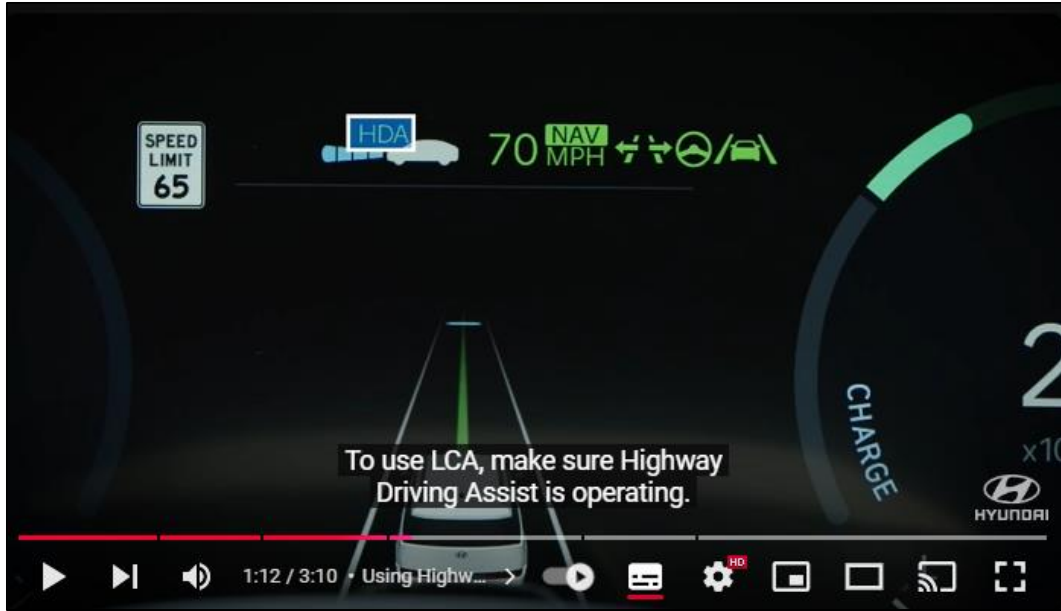 SPEED
LIMIT
65
HDA
70 NAV
MPH
CHARGE
2
x10
To use LCA, make sure Highway
Driving Assist is operating.
HYUNDAI
1:12 / 3:10 • Using Highw...
HD